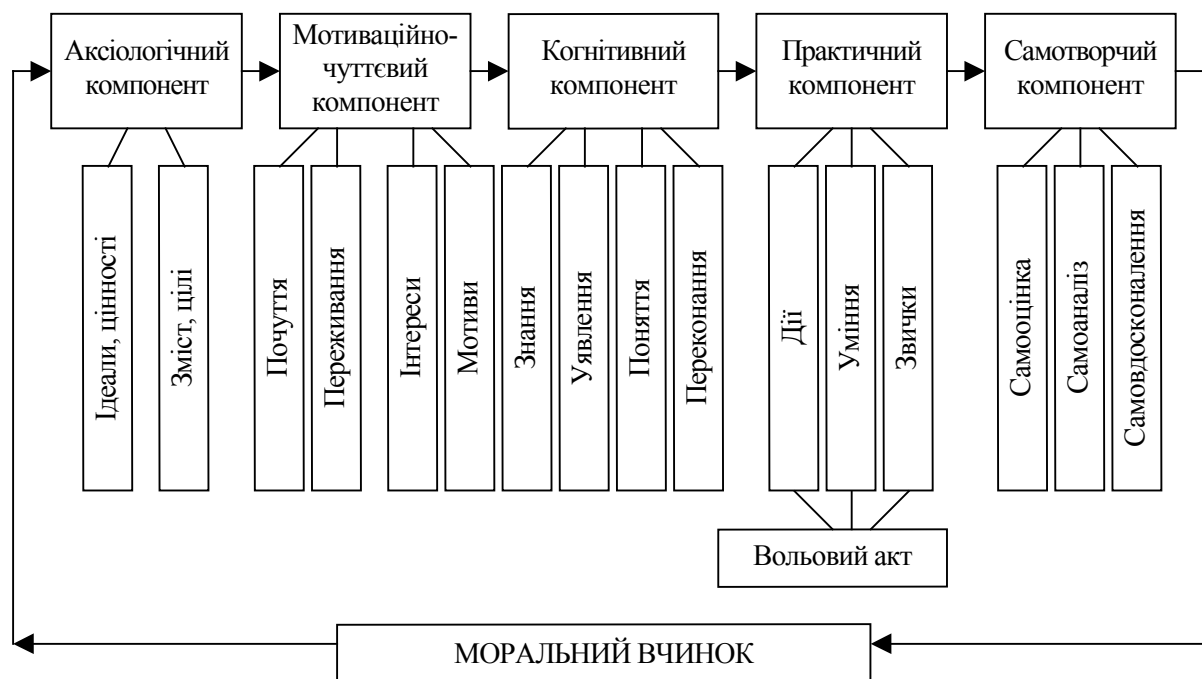 Аксіологічний
компонент
Мотиваційно-
чуттєвий
компонент
Когнітивний
компонент
Практичний
компонент
Самотворчий
компонент
Ідеали, цінності
Зміст, цілі
Почуття
Переживання
Інтереси
Мотиви
Знання
Уявлення
Поняття
Переконання
Дії
Уміння
Звички
Самооцінка
Самоаналіз
Самовдосконалення
Вольовий акт
МОРАЛЬНИЙ ВЧИНОК